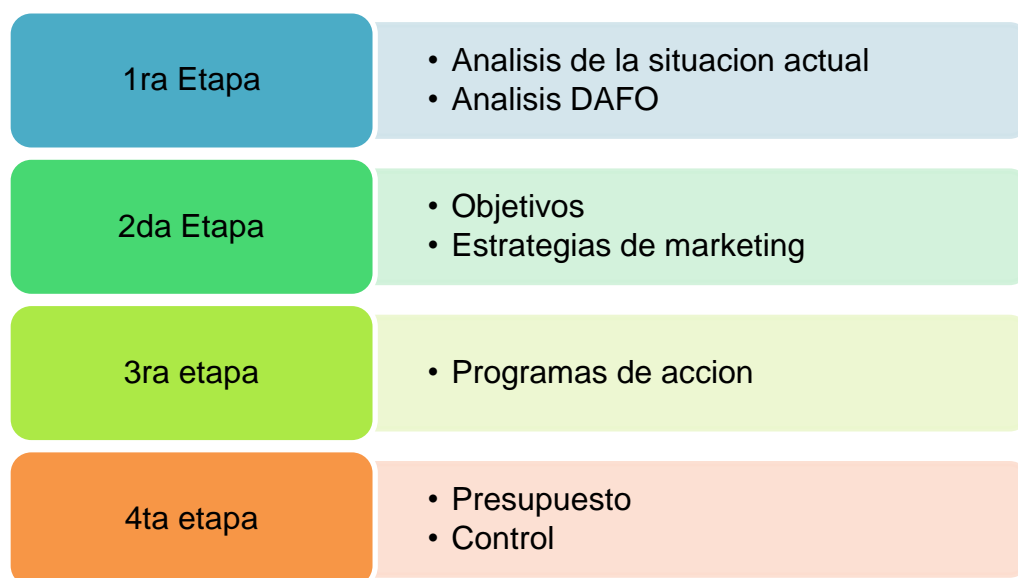 1ra Etapa
• Analisis de la situacion actual
• Analisis DAFO
2da Etapa
• Objetivos
• Estrategias de marketing
3ra etapa
• Programas de accion
4ta etapa
• Presupuesto
• Control